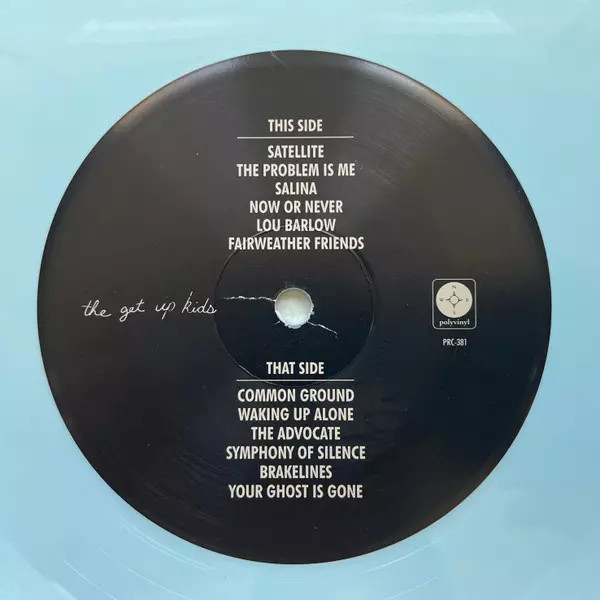 THIS SIDE
SATELLITE
THE PROBLEM IS ME
SALINA
NOW OR NEVER
LOU BARLOW
FAIRWEATHER FRIENDS
the get up kids
N
W E
S
polyvinyl
PRC-381
THAT SIDE
COMMON GROUND
WAKING UP ALONE
THE ADVOCATE
SYMPHONY OF SILENCE
BRAKELINES
YOUR GHOST IS GONE